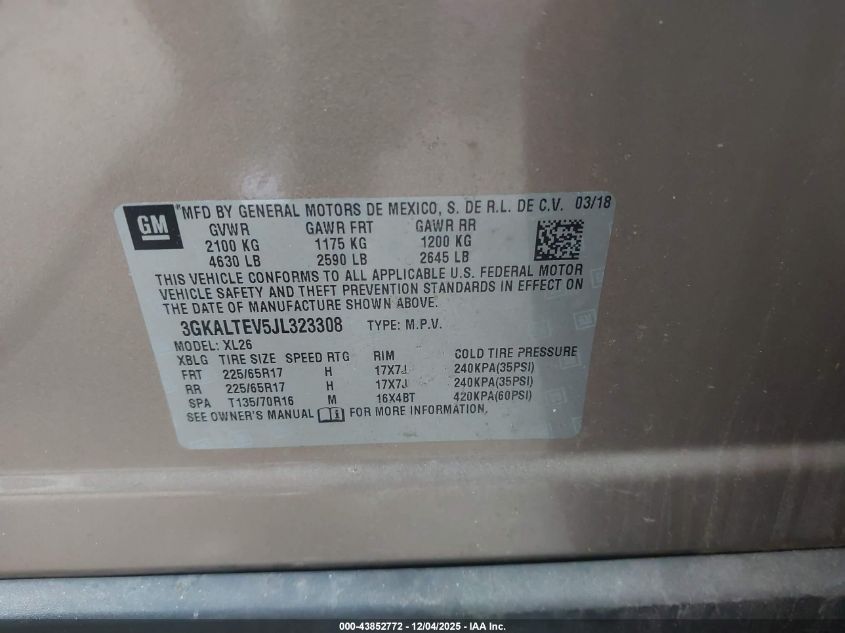 GM
"MFD BY GENERAL MOTORS DE MEXICO, S. DE R.L. DE C.V. 03/18
GVWR GAWR FRT GAWR RR
2100 KG 1175 KG 1200 KG
4630 LB 2590 LB 2645 LB
THIS VEHICLE CONFORMS TO ALL APPLICABLE U.S. FEDERAL MOTOR
VEHICLE SAFETY AND THEFT PREVENTION STANDARDS IN EFFECT ON
THE DATE OF MANUFACTURE SHOWN ABOVE.
3GKALTEV5JL323308 TYPE: M.P.V.
MODEL: XL26
XBLG TIRE SIZE SPEED RTG RIM COLD TIRE PRESSURE
FRT 225/65R17 H 17X7J 240KPA(35PSI)
RR 225/65R17 H 17X7J 240KPA(35PSI)
SPA T135/70R16 M 16X4BT 420KPA(60PSI)
SEE OWNER'S MANUAL FOR MORE INFORMATION.
000-43852772 - 12/04/2025 - IAA Inc.